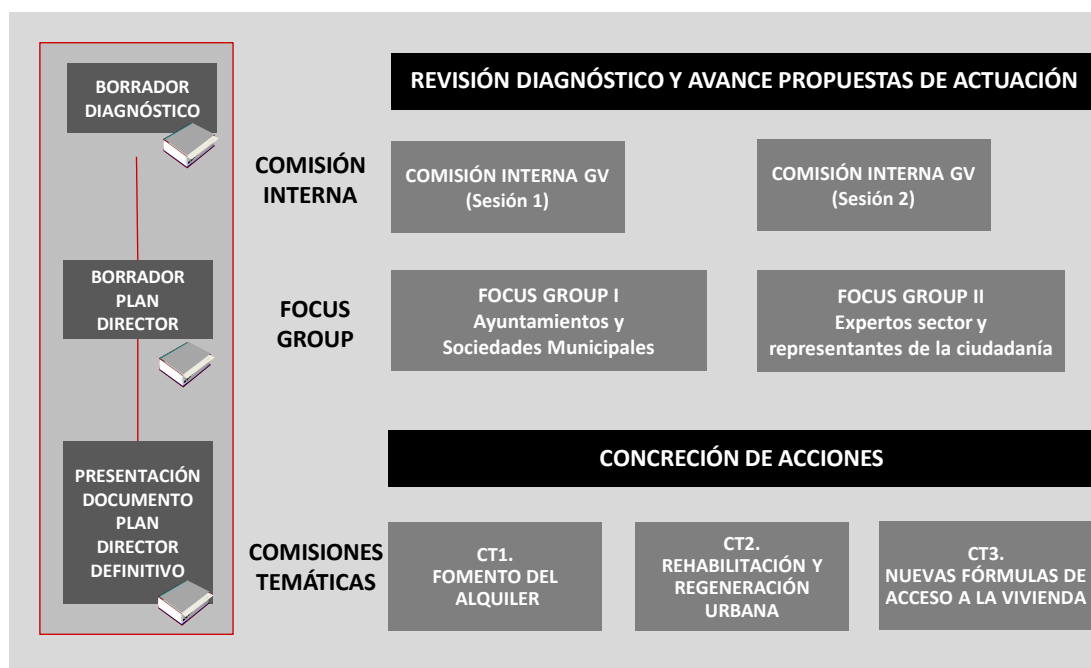 BORRADOR
DIAGNÓSTICO
BORRADOR
PLAN
DIRECTOR
PRESENTACIÓN
DOCUMENTO
PLAN
DIRECTOR
DEFINITIVO
REVISIÓN DIAGNÓSTICO Y AVANCE PROPUESTAS DE ACTUACIÓN
COMISIÓN
INTERNA
COMISIÓN INTERNA GV
(Sesión 1)
COMISIÓN INTERNA GV
(Sesión 2)
FOCUS
GROUP
FOCUS GROUP I
Ayuntamientos y
Sociedades Municipales
FOCUS GROUP II
Expertos sector y
representantes de la ciudadanía
CONCRECIÓN DE ACCIONES
COMISIONES
TEMÁTICAS
CT1.
FOMENTO DEL
ALQUILER
CT2.
REHABILITACIÓN Y
REGENERACIÓN
URBANA
CT3.
NUEVAS FÓRMULAS DE
ACCESO A LA VIVIENDA